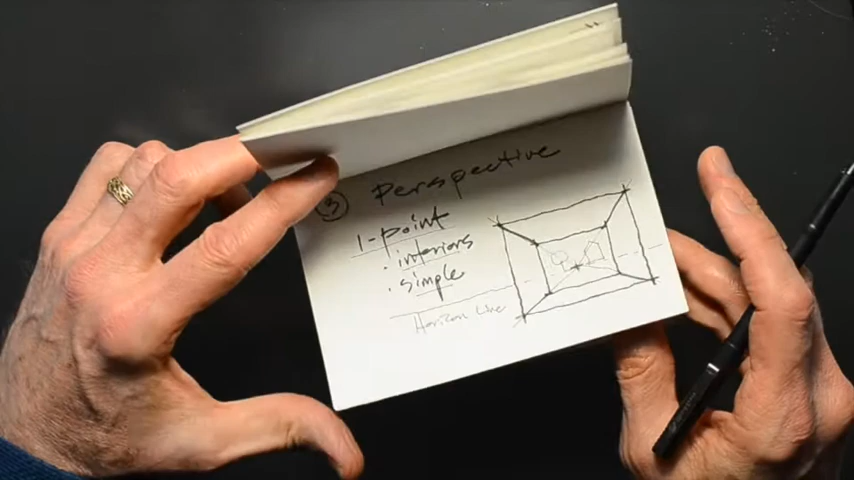 ③ Perspective
1-point
• interiors
• simple
Horizon Line